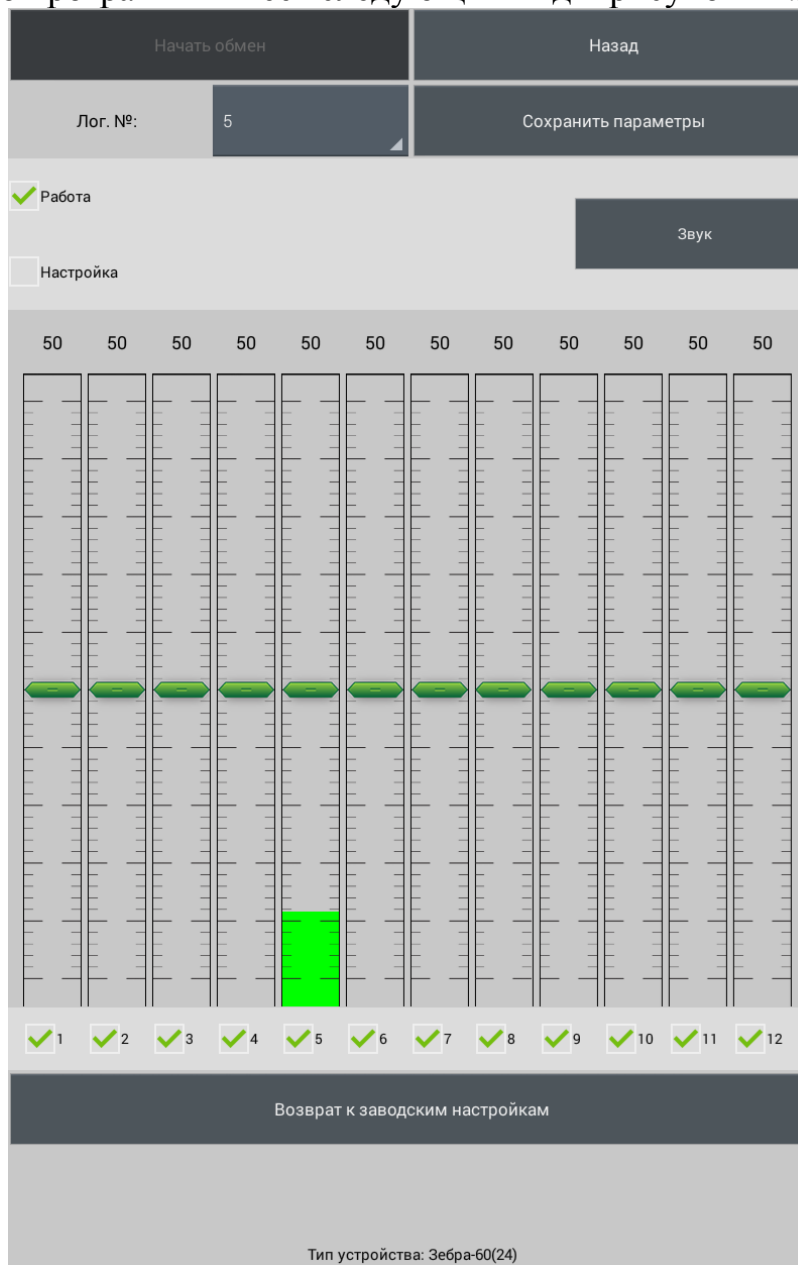 Начать обмен Назад
Лог. №: 5 Сохранить параметры
Работа
Звук
Настройка
50 50 50 50 50 50 50 50 50 50 50 50
1 2 3 4 5 6 7 8 9 10 11 12
Возврат к заводским настройкам
Тип устройства: Зебра-60(24)